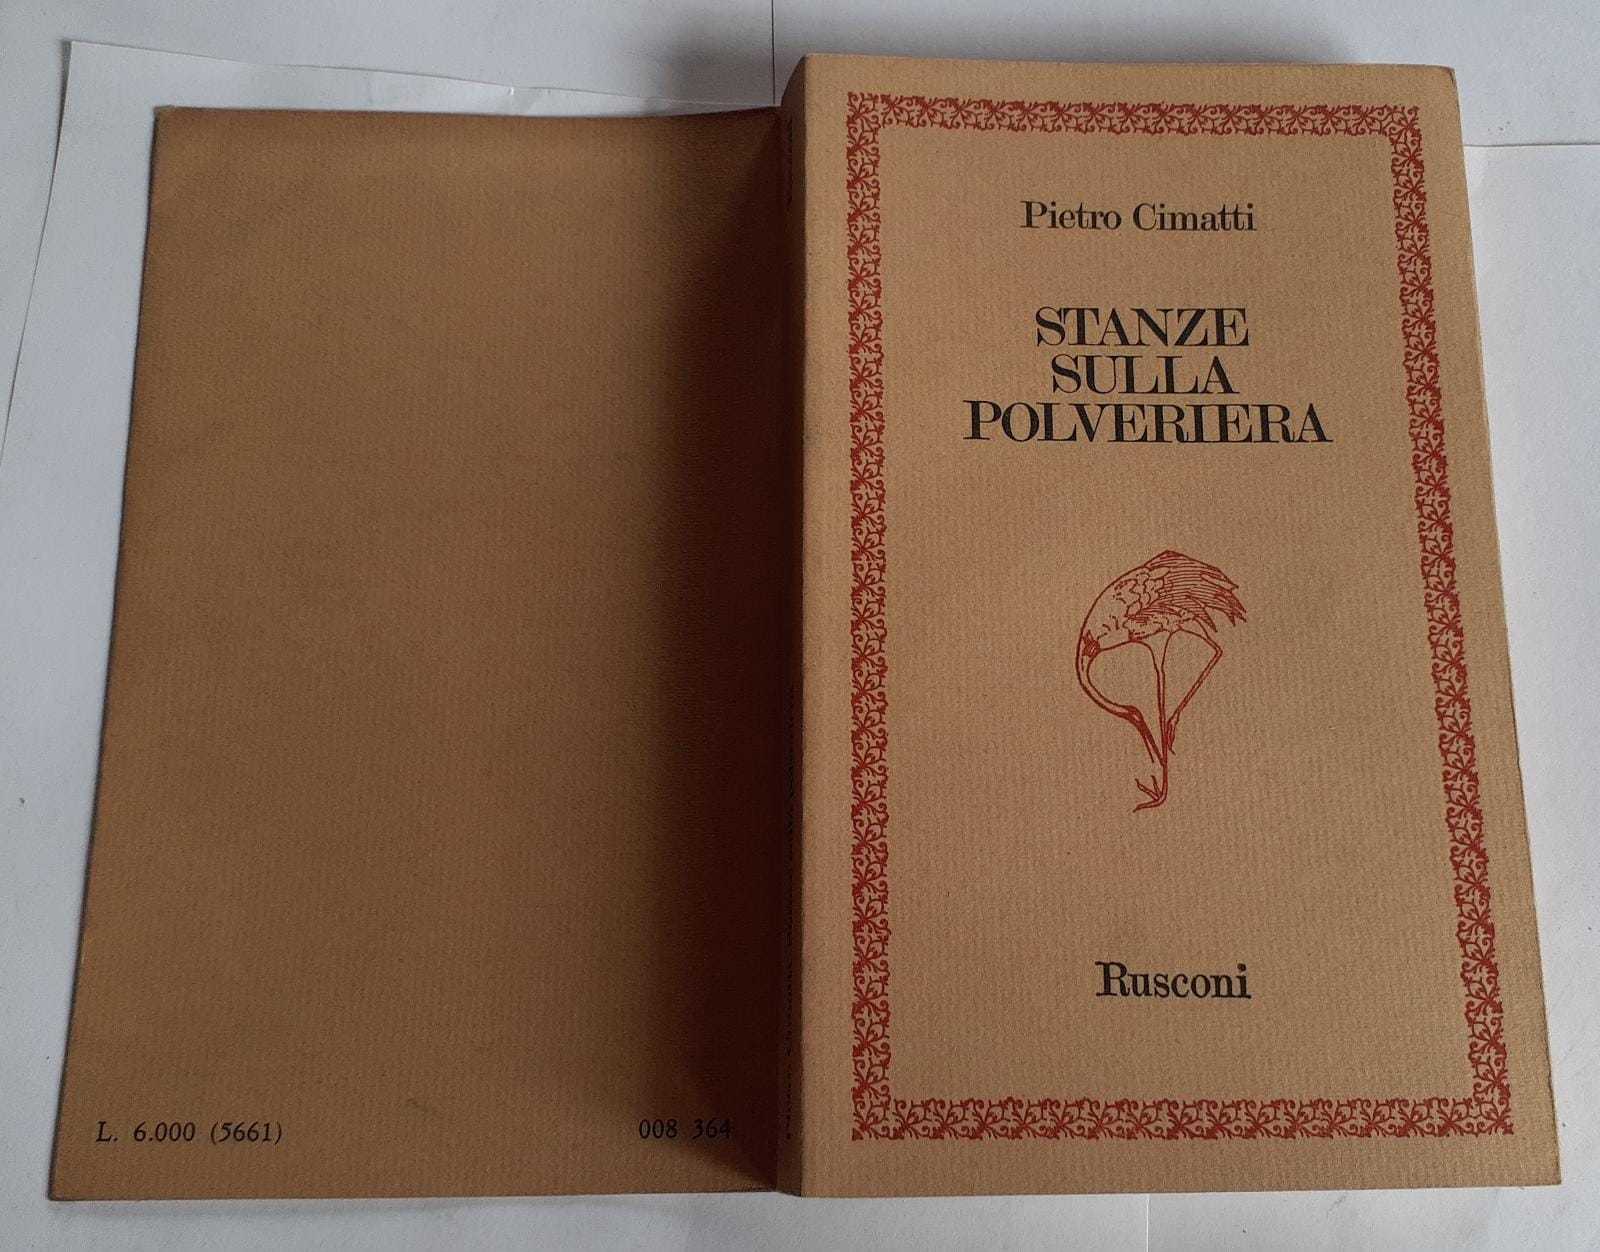 Pietro Cimatti
STANZE
SULLA
POLVERIERA
Rusconi
L. 6.000 (5661)
008 364